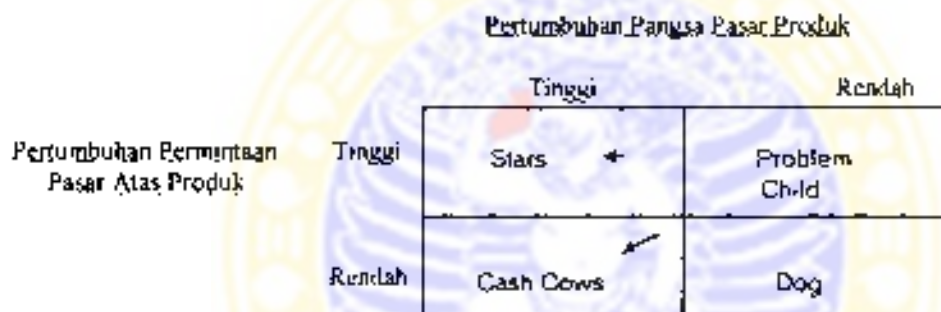 Pertumbuhan Pangsa Pasar Produk
Tinggi Rendah
Pertumbuhan Permintaan Tinggi Stars Problem
Pasar Atas Produk Child
Rendah Cash Cows Dog